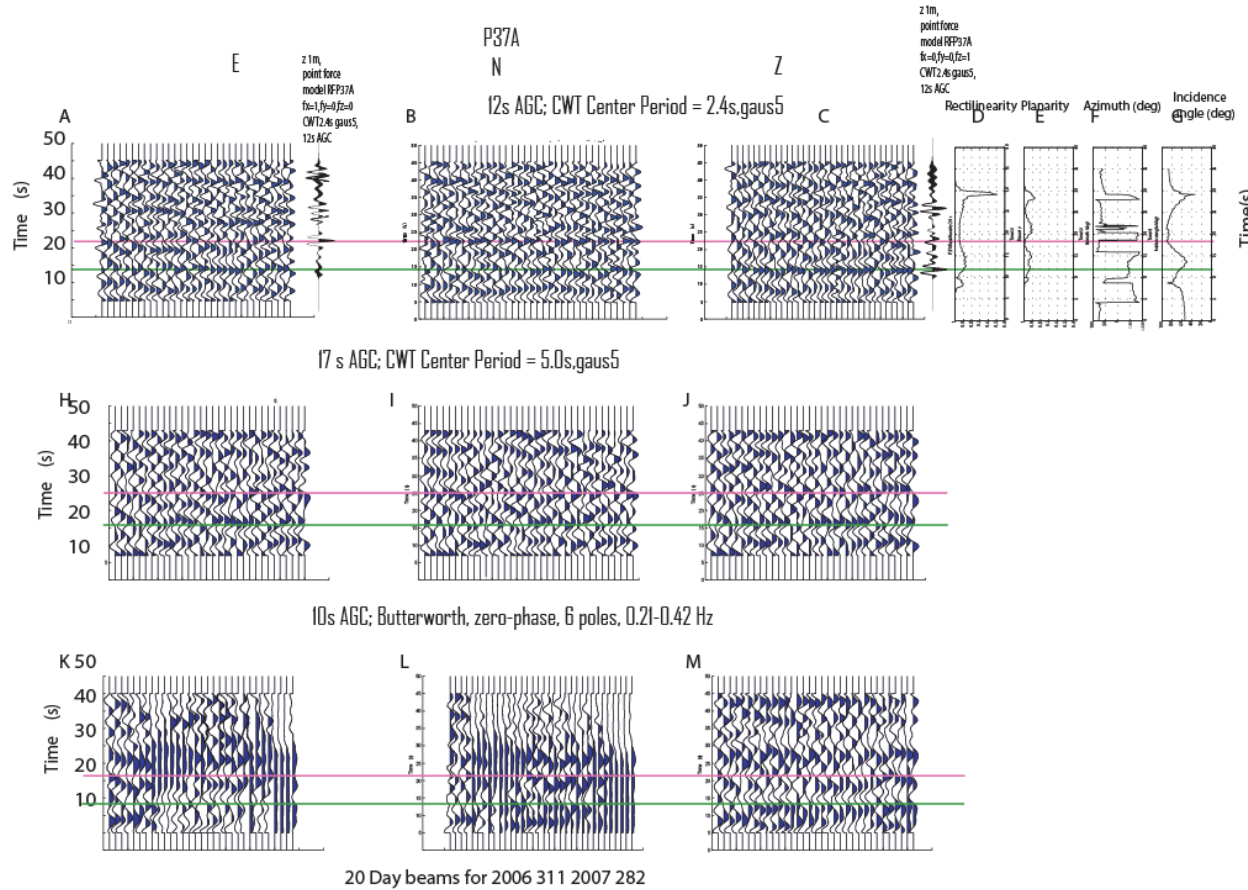 P37A
E
N
Z
z 1m,
point force
model RFP37A
fx=1,fy=0,fz=0
CWT2.4s gaus5,
12s AGC
z 1m,
point force
model RFP37A
fx=0,fy=0,fz=1
CWT2.4s gaus5,
12s AGC
12s AGC; CWT Center Period = 2.4s,gaus5
Rectilinearity
Planarity
Azimuth (deg)
Incidence
angle (deg)
A
B
C
D
E
F
G
50
40
30
20
10
Time (s)
Time(s)
17 s AGC; CWT Center Period = 5.0s,gaus5
H
I
J
50
40
30
20
10
Time (s)
10s AGC; Butterworth, zero-phase, 6 poles, 0.21-0.42 Hz
K 50
L
M
40
30
20
10
Time (s)
20 Day beams for 2006 311 2007 282